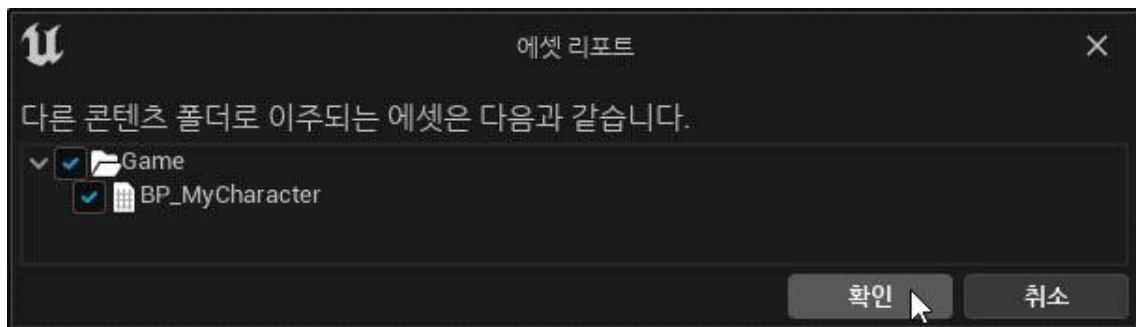 에셋 리포트
다른 콘텐츠 폴더로 이주되는 에셋은 다음과 같습니다.
Game
BP_MyCharacter
확인 취소